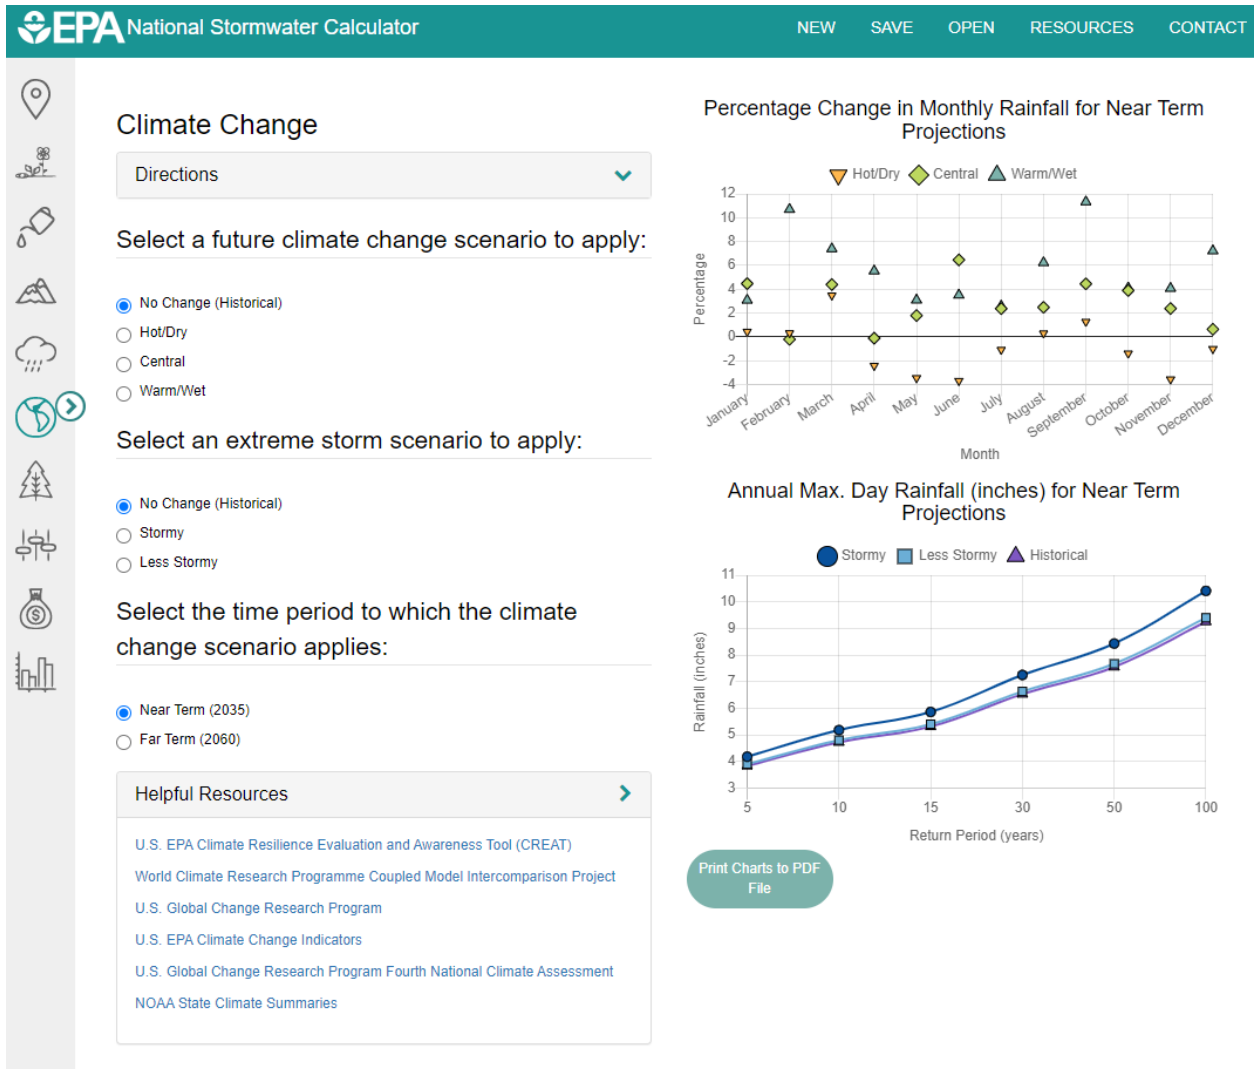 EPA National Stormwater Calculator
NEW SAVE OPEN RESOURCES CONTACT
Climate Change
Directions
Select a future climate change scenario to apply:
No Change (Historical)
Hot/Dry
Central
Warm/Wet
Select an extreme storm scenario to apply:
No Change (Historical)
Stormy
Less Stormy
Select the time period to which the climate
change scenario applies:
Near Term (2035)
Far Term (2060)
Helpful Resources
U.S. EPA Climate Resilience Evaluation and Awareness Tool (CREAT)
World Climate Research Programme Coupled Model Intercomparison Project
U.S. Global Change Research Program
U.S. EPA Climate Change Indicators
U.S. Global Change Research Program Fourth National Climate Assessment
NOAA State Climate Summaries
Percentage Change in Monthly Rainfall for Near Term
Projections
Hot/Dry Central Warm/Wet
Percentage
12
10
8
6
4
2
0
-2
-4
January February March April May June July August September October November December
Month
Annual Max. Day Rainfall (inches) for Near Term
Projections
Stormy Less Stormy Historical
Rainfall (inches)
11
10
9
8
7
6
5
4
3
5 10 15 30 50 100
Return Period (years)
Print Charts to PDF
File